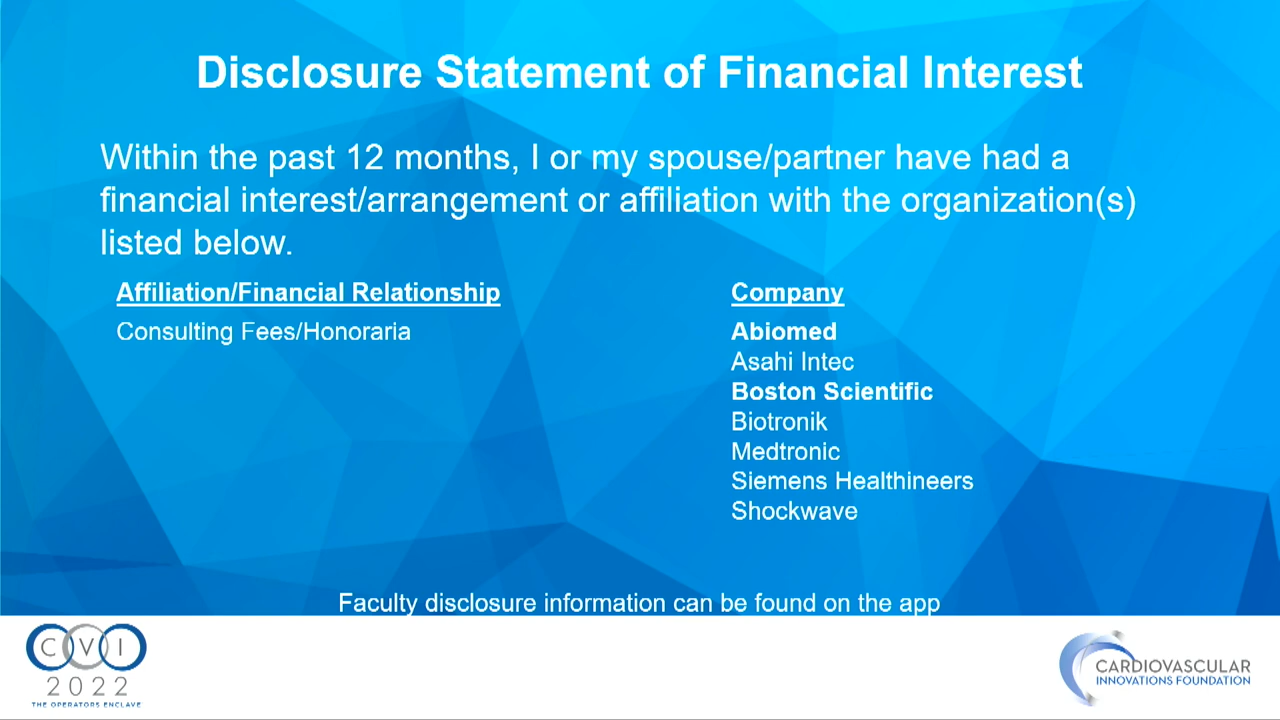 Disclosure Statement of Financial Interest
Within the past 12 months, I or my spouse/partner have had a
financial interest/arrangement or affiliation with the organization(s)
listed below.
Affiliation/Financial Relationship
Consulting Fees/Honoraria
Company
Abiomed
Asahi Intec
Boston Scientific
Biotronik
Medtronic
Siemens Healthineers
Shockwave
Faculty disclosure information can be found on the app
CVI
2022
THE OPERATORS ENCLAVE
CARDIOVASCULAR
INNOVATIONS FOUNDATION